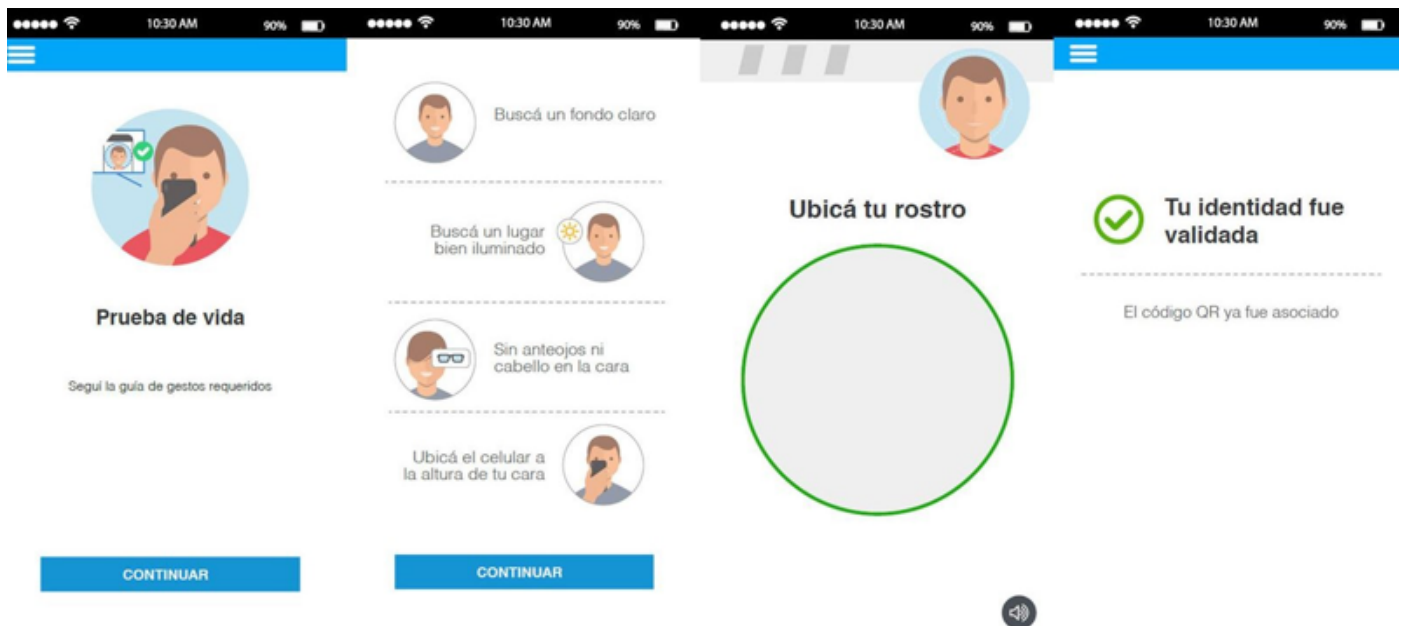 10:30 AM 90%
Prueba de vida
Seguí la guía de gestos requeridos
CONTINUAR
10:30 AM 90%
Buscá un fondo claro
Buscá un lugar
bien iluminado
Sin anteojos ni
cabello en la cara
Ubicá el celular a
la altura de tu cara
CONTINUAR
10:30 AM 90%
Ubicá tu rostro
10:30 AM 90%
Tu identidad fue
validada
El código QR ya fue asociado